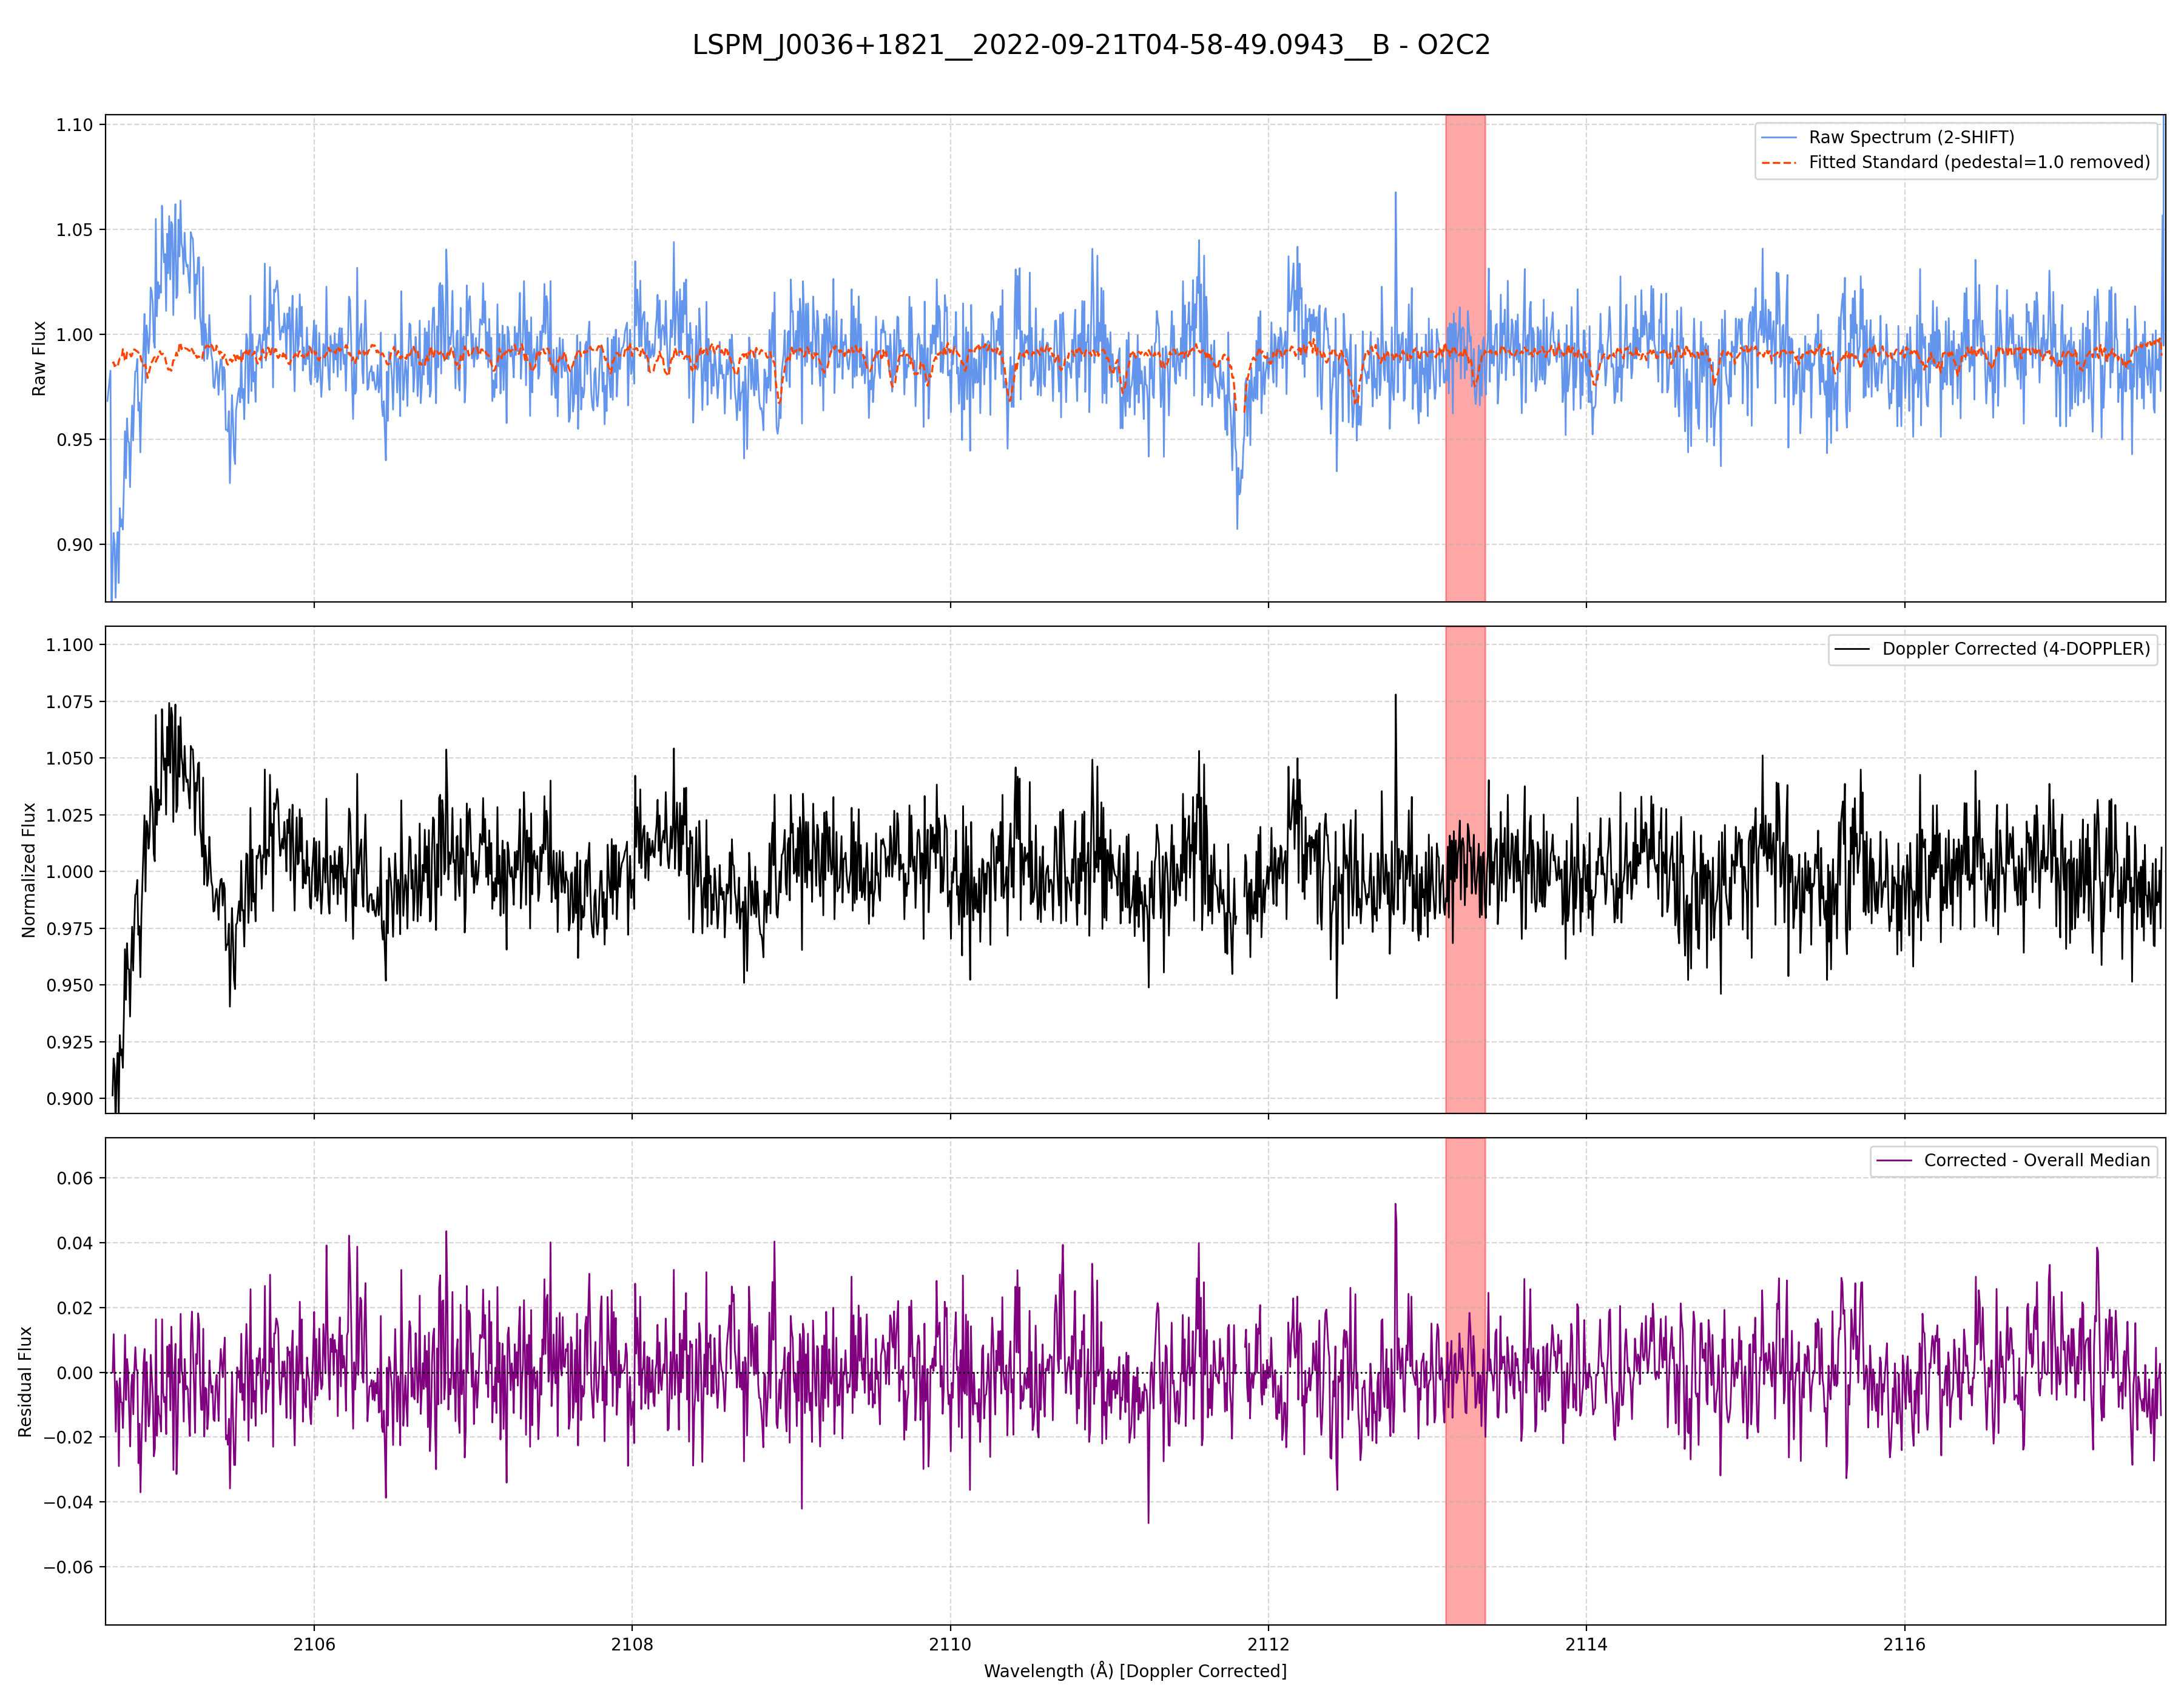 LSPM_J0036+1821__2022-09-21T04-58-49.0943__B - O2C2
1.10
1.05
1.00
0.95
0.90
Raw Flux
Raw Spectrum (2-SHIFT)
Fitted Standard (pedestal=1.0 removed)
1.100
1.075
1.050
1.025
1.000
0.975
0.950
0.925
0.900
Normalized Flux
Doppler Corrected (4-DOPPLER)
0.06
0.04
0.02
0.00
−0.02
−0.04
−0.06
Residual Flux
Corrected - Overall Median
2106 2108 2110 2112 2114 2116
Wavelength (Å) [Doppler Corrected]